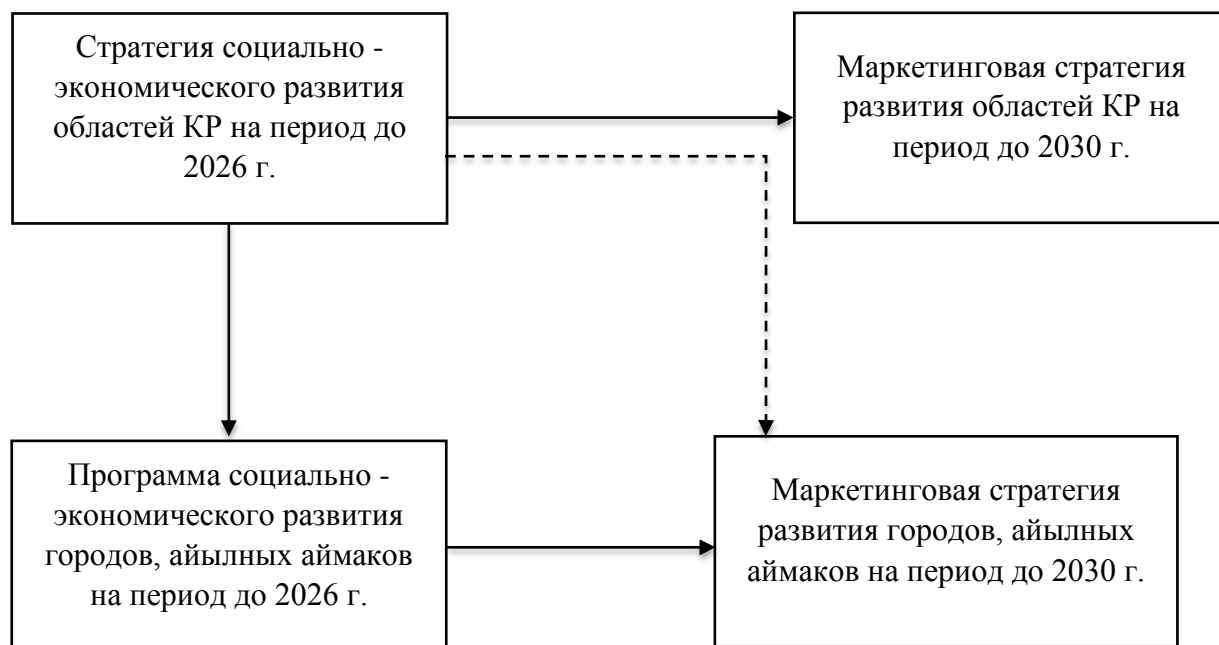 Стратегия социально -
экономического развития
областей КР на период до
2026 г.
Маркетинговая стратегия
развития областей КР на
период до 2030 г.
Программа социально -
экономического развития
городов, айылных аймаков
на период до 2026 г.
Маркетинговая стратегия
развития городов, айылных
аймаков на период до 2030 г.